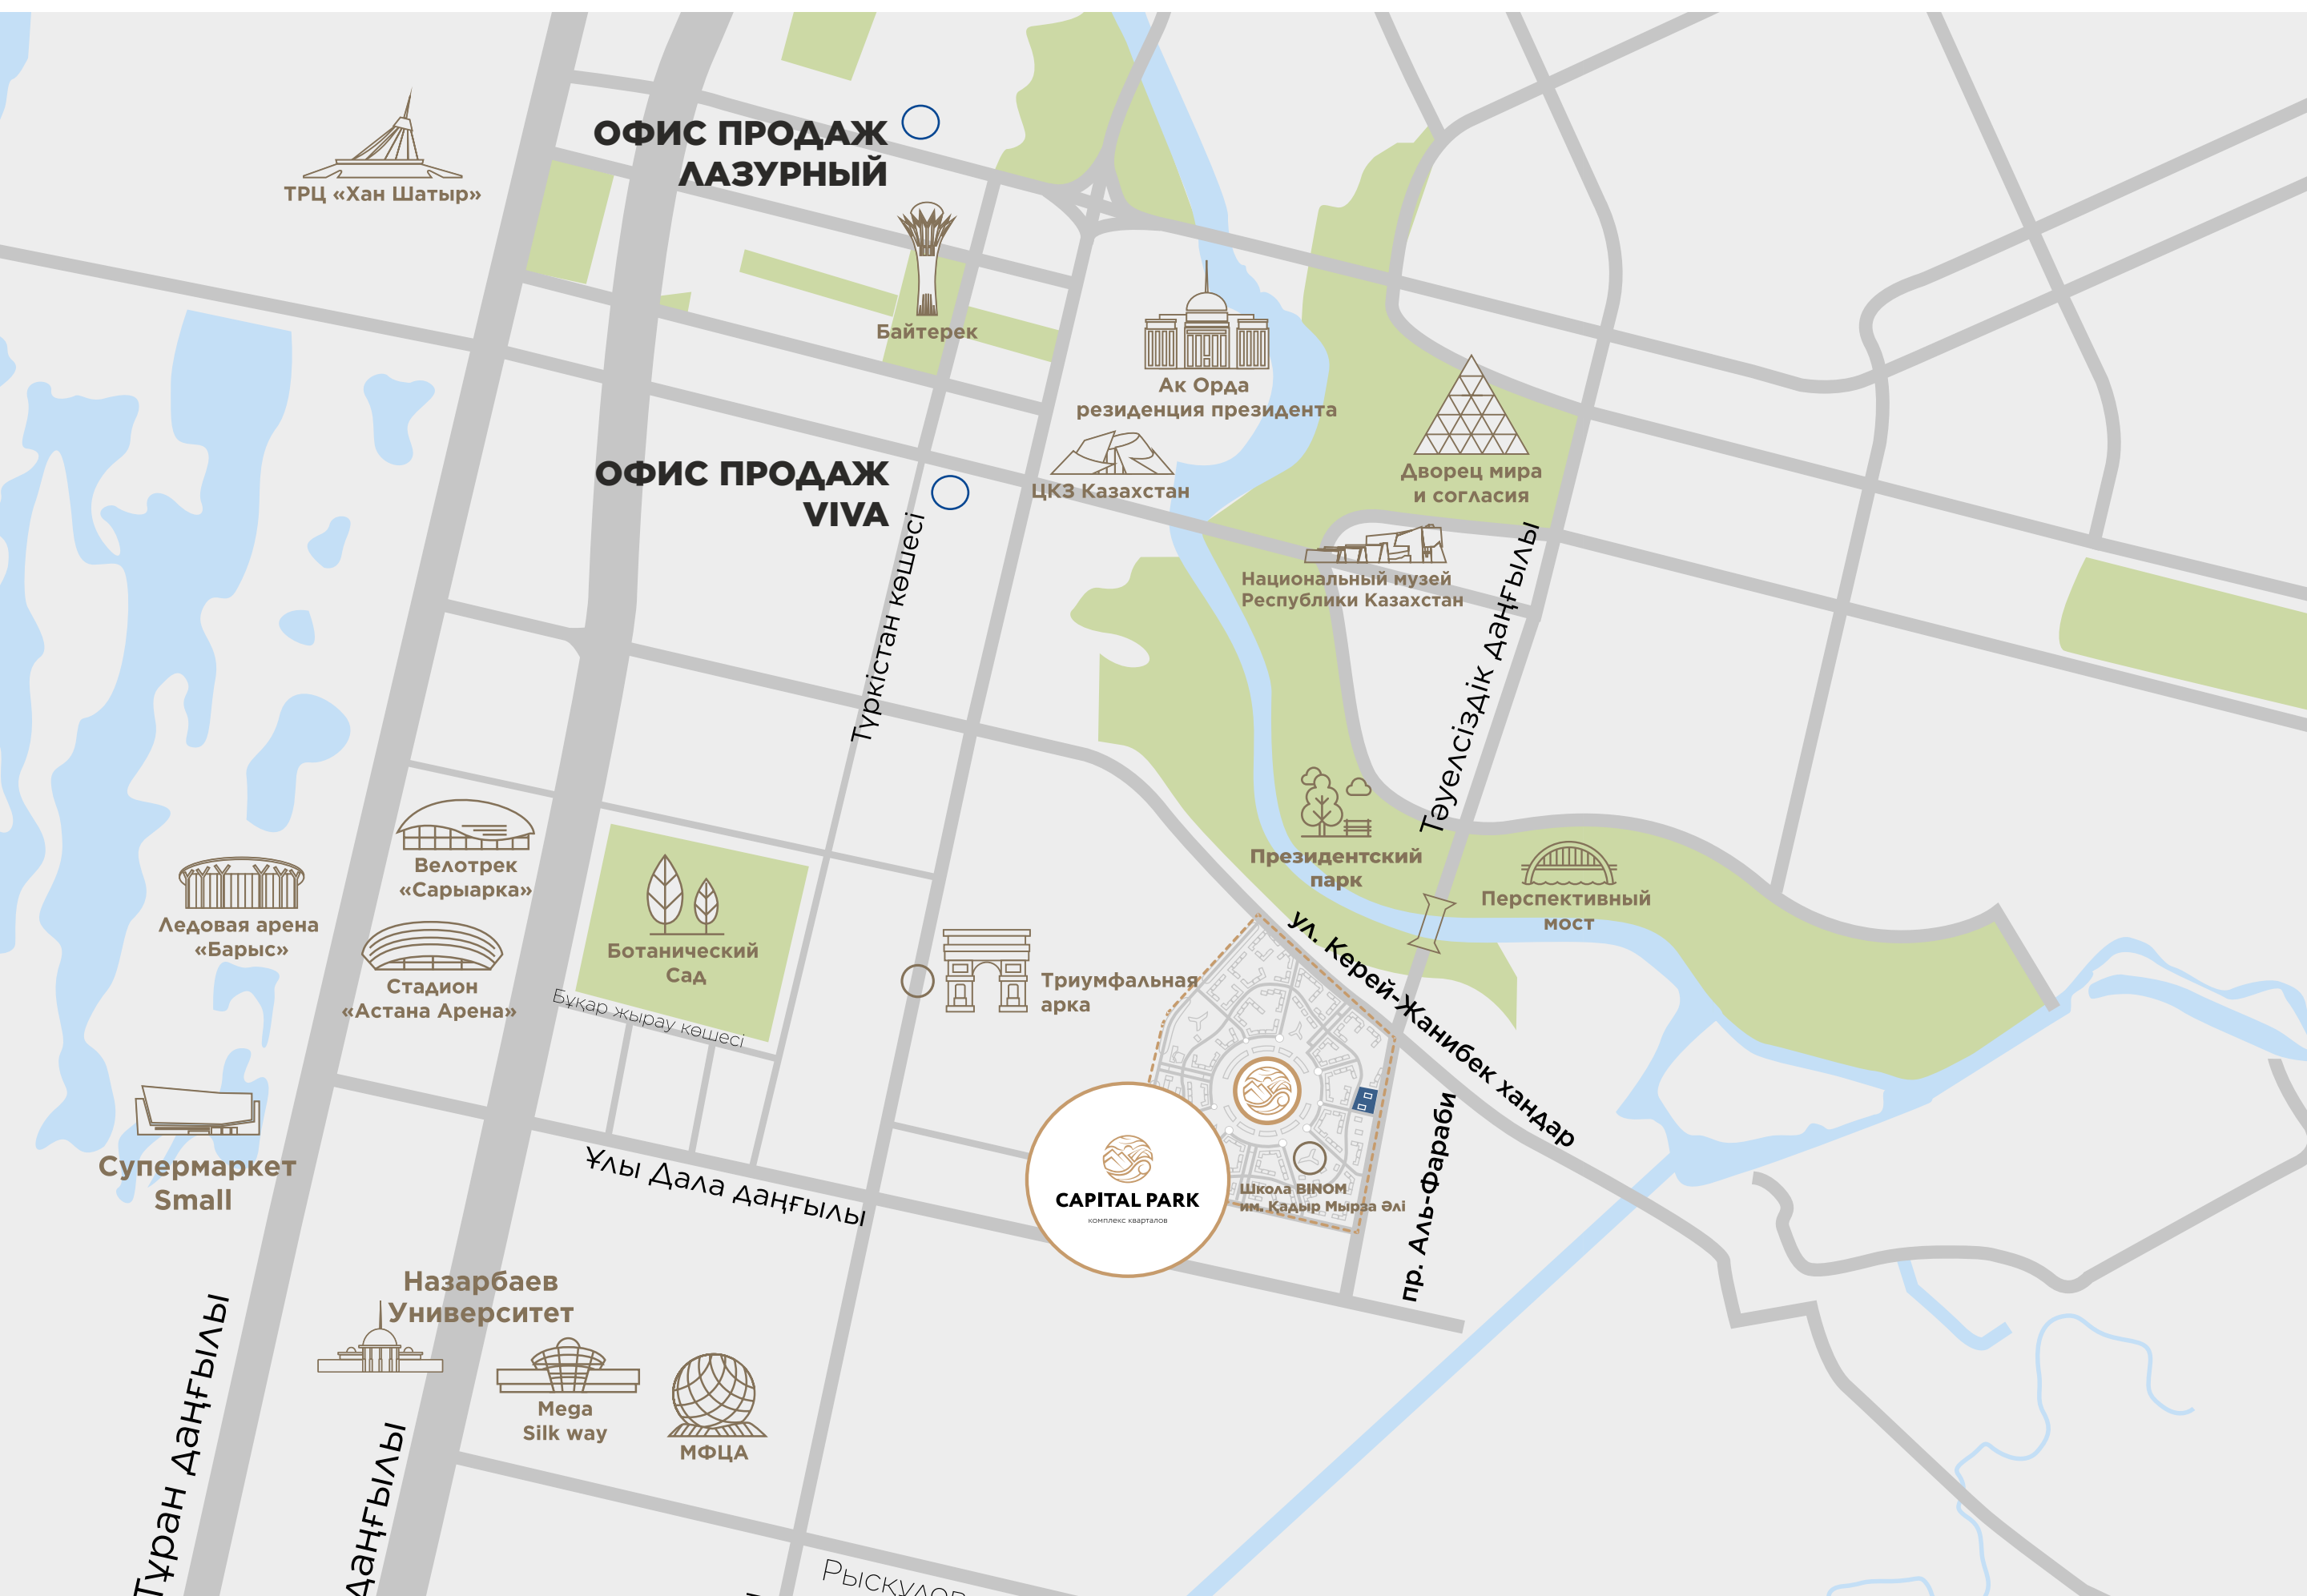 ОФИС ПРОДАЖ
ЛАЗУРНЫЙ
ТРЦ «Хан Шатыр»
Байтерек
Ак Орда
резиденция президента
ОФИС ПРОДАЖ
VIVA
ЦКЗ Казахстан
Дворец мира
и согласия
Национальный музей
Республики Казахстан
Түркістан көшесі
Тәуелсіздік даңғылы
Президентский
парк
Перспективный
мост
Велотрек
«Сарыарка»
Ледовая арена
«Барыс»
Стадион
«Астана Арена»
Ботанический
Сад
Бұқар жырау көшесі
Триумфальная
арка
ул. Керей-Жанибек хандар
пр. Аль-Фараби
Супермаркет
Small
Ұлы Дала даңғылы
CAPITAL PARK
комплекс кварталов
Школа BINOM
им. Қадыр Мырза Әлі
Назарбаев
Университет
Mega
Silk way
МФЦА
Тұран даңғылы
даңғылы